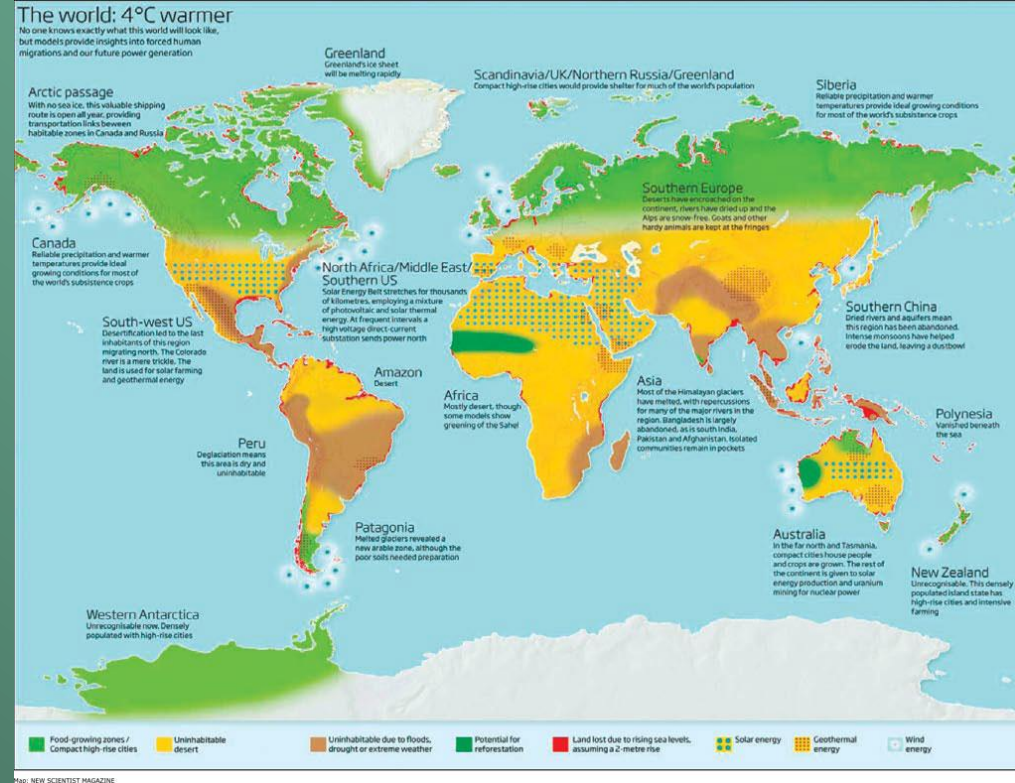 The world: 4°C warmer
No one knows exactly what this world will look like,
but models provide insights into forced human
migrations and our future power generation
Greenland
Greenland's ice sheet
will be melting rapidly
Scandinavia/UK/Northern Russia/Greenland
Compact high-rise cities would provide shelter for much of the world's population
Siberia
Reliable precipitation and warmer
temperatures provide ideal growing conditions
for most of the world's subsistence crops
Arctic passage
With no sea ice, this valuable shipping
route is open all year, providing
transportation links beween
habitable zones in Canada and Russia
Southern Europe
Deserts have encroached on the
continent, rivers have dried up and the
Alps are snow-free. Goats and other
hardy animals are kept at the fringes
Canada
Reliable precipitation and warmer
temperatures provide ideal
growing conditions for most of
the world's subsistence crops
North Africa/Middle East/
Southern US
Solar Energy Belt stretches for thousands
of kilometres, employing a mixture
of photovoltaic and solar thermal
energy. At frequent intervals a
high voltage direct-current
substation sends power north
South-west US
Desertification led to the last
inhabitants of this region
migrating north. The Colorado
river is a mere trickle. The
land is used for solar farming
and geothermal energy
Southern China
Dried rivers and aquifers mean
this region has been abandoned.
Intense monsoons have helped
erode the land, leaving a dustbowl
Amazon
Desert
Africa
Mostly desert, though
some models show
greening of the Sahel
Asia
Most of the Himalayan glaciers
have melted, with repercussions
for many of the major rivers in the
region. Bangladesh is largely
abandoned, as is south India,
Pakistan and Afghanistan. Isolated
communities remain in pockets
Polynesia
Vanished beneath
the sea
Peru
Deglaciation means
this area is dry and
uninhabitable
Patagonia
Melted glaciers revealed a
new arable zone, although the
poor soils needed preparation
Australia
In the far north and Tasmania,
compact cities house people
and crops are grown. The rest of
the continent is given to solar
energy production and uranium
mining for nuclear power
New Zealand
Unrecognisable. This densely
populated island state has
high-rise cities and intensive
farming
Western Antarctica
Unrecognisable now. Densely
populated with high-rise cities
Food-growing zones /
Compact high-rise cities
Uninhabitable
desert
Uninhabitable due to floods,
drought or extreme weather
Potential for
reforestation
Land lost due to rising sea levels,
assuming a 2-metre rise
Solar energy
Geothermal
energy
Wind
energy
Map: NEW SCIENTIST MAGAZINE